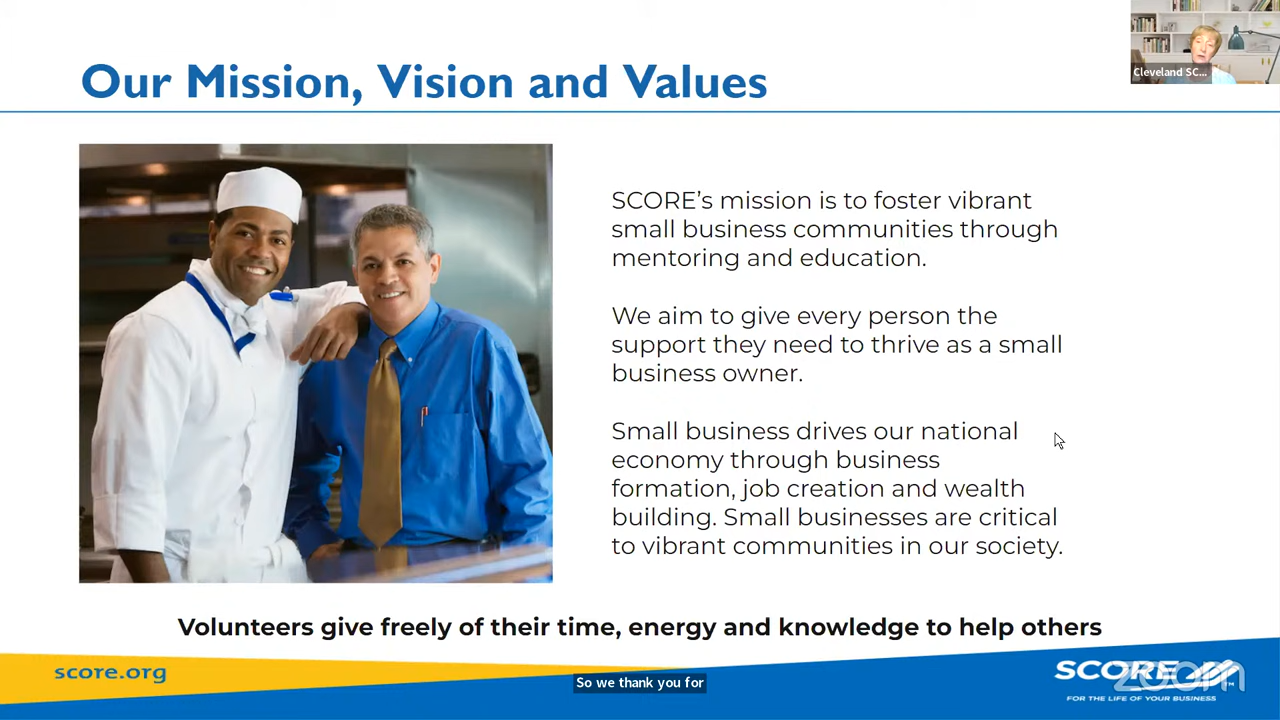 Our Mission, Vision and Values
Cleveland SC...
SCORE's mission is to foster vibrant
small business communities through
mentoring and education.
We aim to give every person the
support they need to thrive as a small
business owner.
Small business drives our national
economy through business
formation, job creation and wealth
building. Small businesses are critical
to vibrant communities in our society.
Volunteers give freely of their time, energy and knowledge to help others
score.org
So we thank you for
SCORE
zoom
TM
FOR THE LIFE OF YOUR BUSINESS